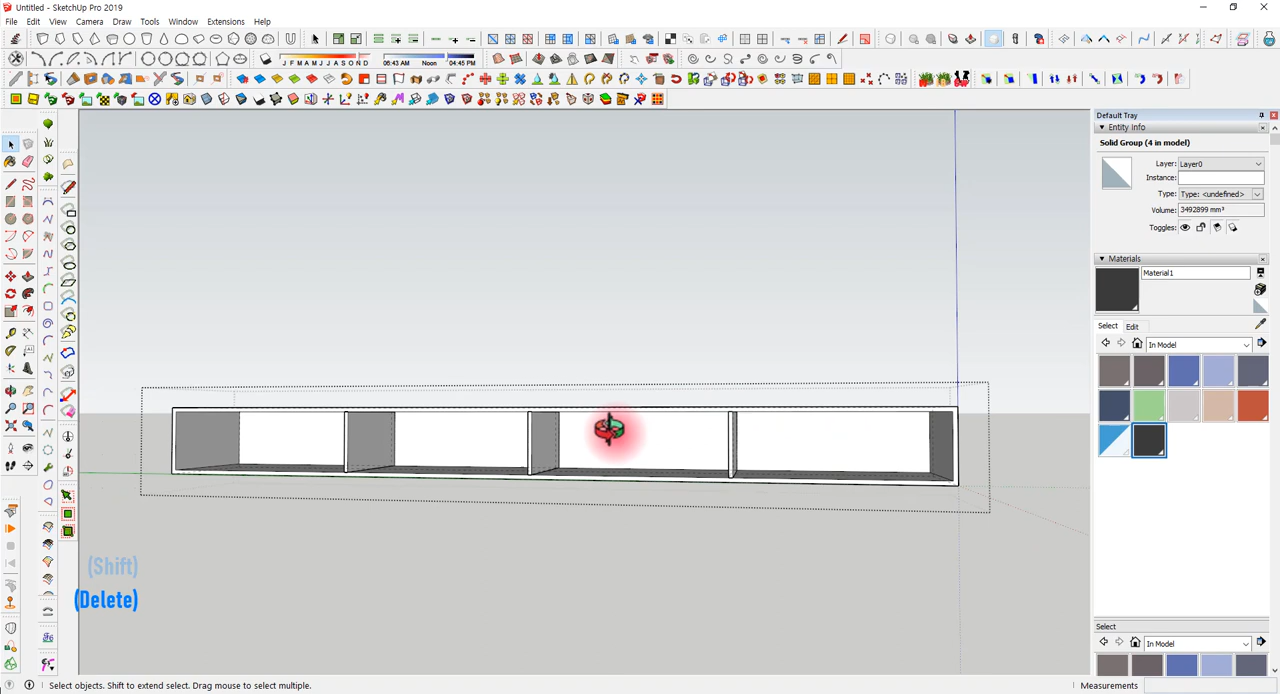 Untitled - SketchUp Pro 2019
File Edit View Camera Draw Tools Window Extensions Help
J F M A M J J A S O N D 06:43 AM Noon 04:45 PM
Default Tray
Entity Info
Solid Group (4 in model)
Layer: Layer0
Instance:
Type: Type: <undefined>
Volume: 3492899 mm³
Toggles:
Materials
Material1
Select Edit
In Model
Select
In Model
(Shift)
(Delete)
Select objects. Shift to extend select. Drag mouse to select multiple.
Measurements